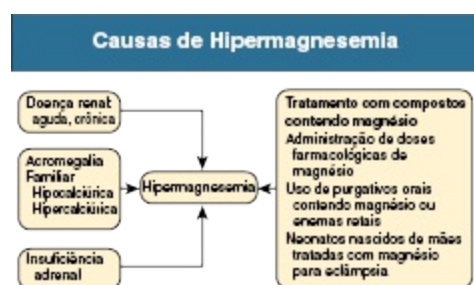 Causas de Hipermagnesemia
Doença renal:
aguda, crônica
Acromegalia
Familiar
Hipocalciúrica
Hipercalciúrica
Insuficiência
adrenal
Hipermagnesemia
Tratamento com compostos
contendo magnésio
Administração de doses
farmacológicas de
magnésio
Uso de purgativos orais
contendo magnésio ou
enemas retais
Neonatos nascidos de mães
tratadas com magnésio
para eclâmpsia